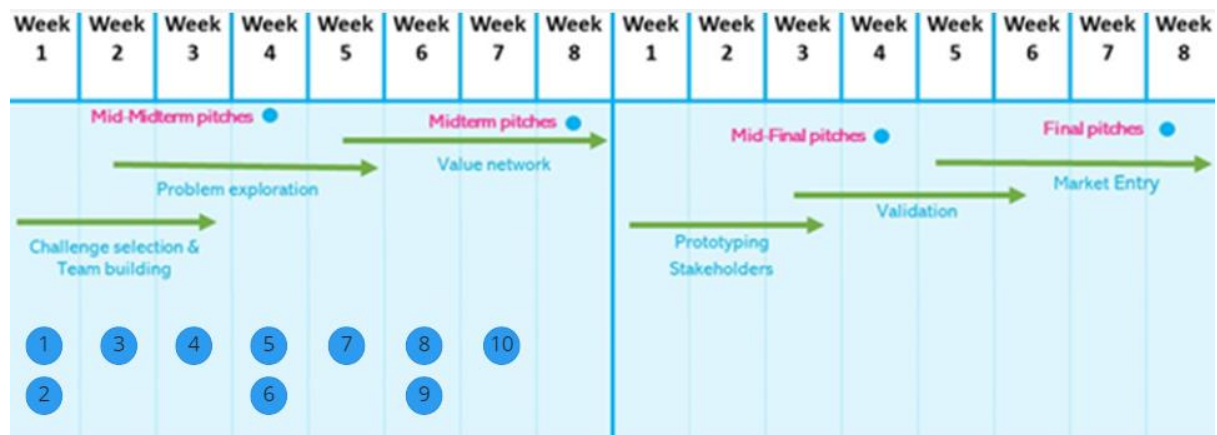 Week 1
Week 2
Week 3
Week 4
Week 5
Week 6
Week 7
Week 8
Week 1
Week 2
Week 3
Week 4
Week 5
Week 6
Week 7
Week 8
Mid-Midterm pitches
Midterm pitches
Value network
Problem exploration
Challenge selection &
Team building
Mid-Final pitches
Final pitches
Market Entry
Validation
Prototyping
Stakeholders
1
3
4
5
7
8
10
2
6
9